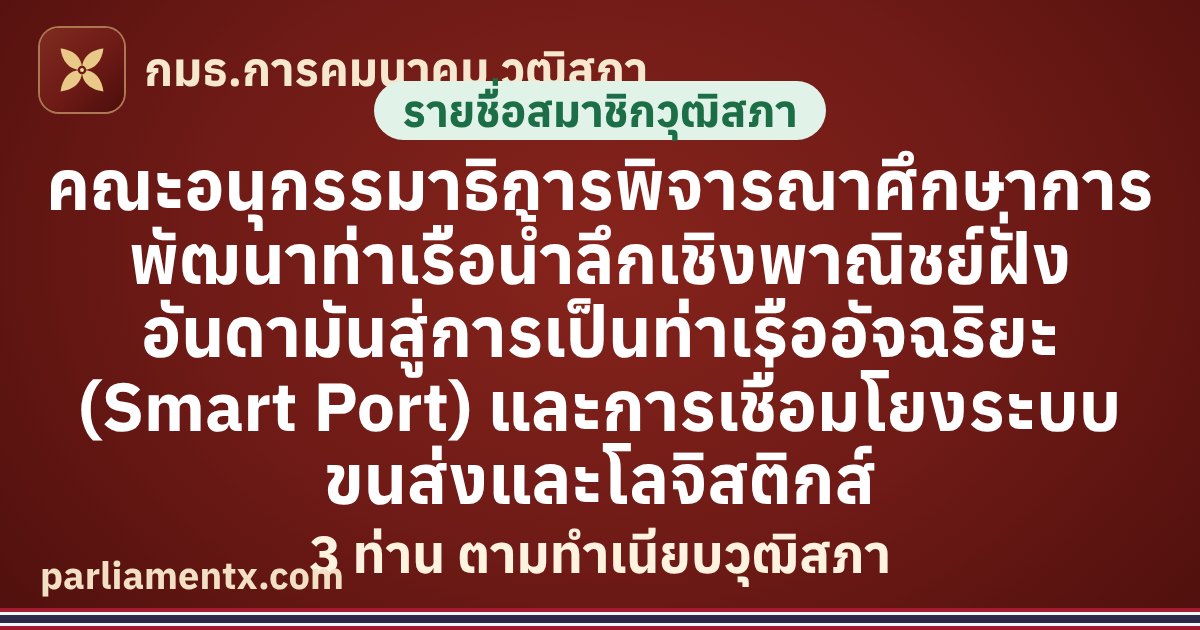 กมธ.การคมนาคม วุฒิสภา
รายชื่อสมาชิกวุฒิสภา
คณะอนุกรรมาธิการพิจารณาศึกษาการ
พัฒนาท่าเรือน้ำลึกเชิงพาณิชย์ฝั่ง
อันดามันสู่การเป็นท่าเรืออัจฉริยะ
(Smart Port) และการเชื่อมโยงระบบ
ขนส่งและโลจิสติกส์
3 ท่าน ตามทำเนียบวุฒิสภา
parliamentx.com